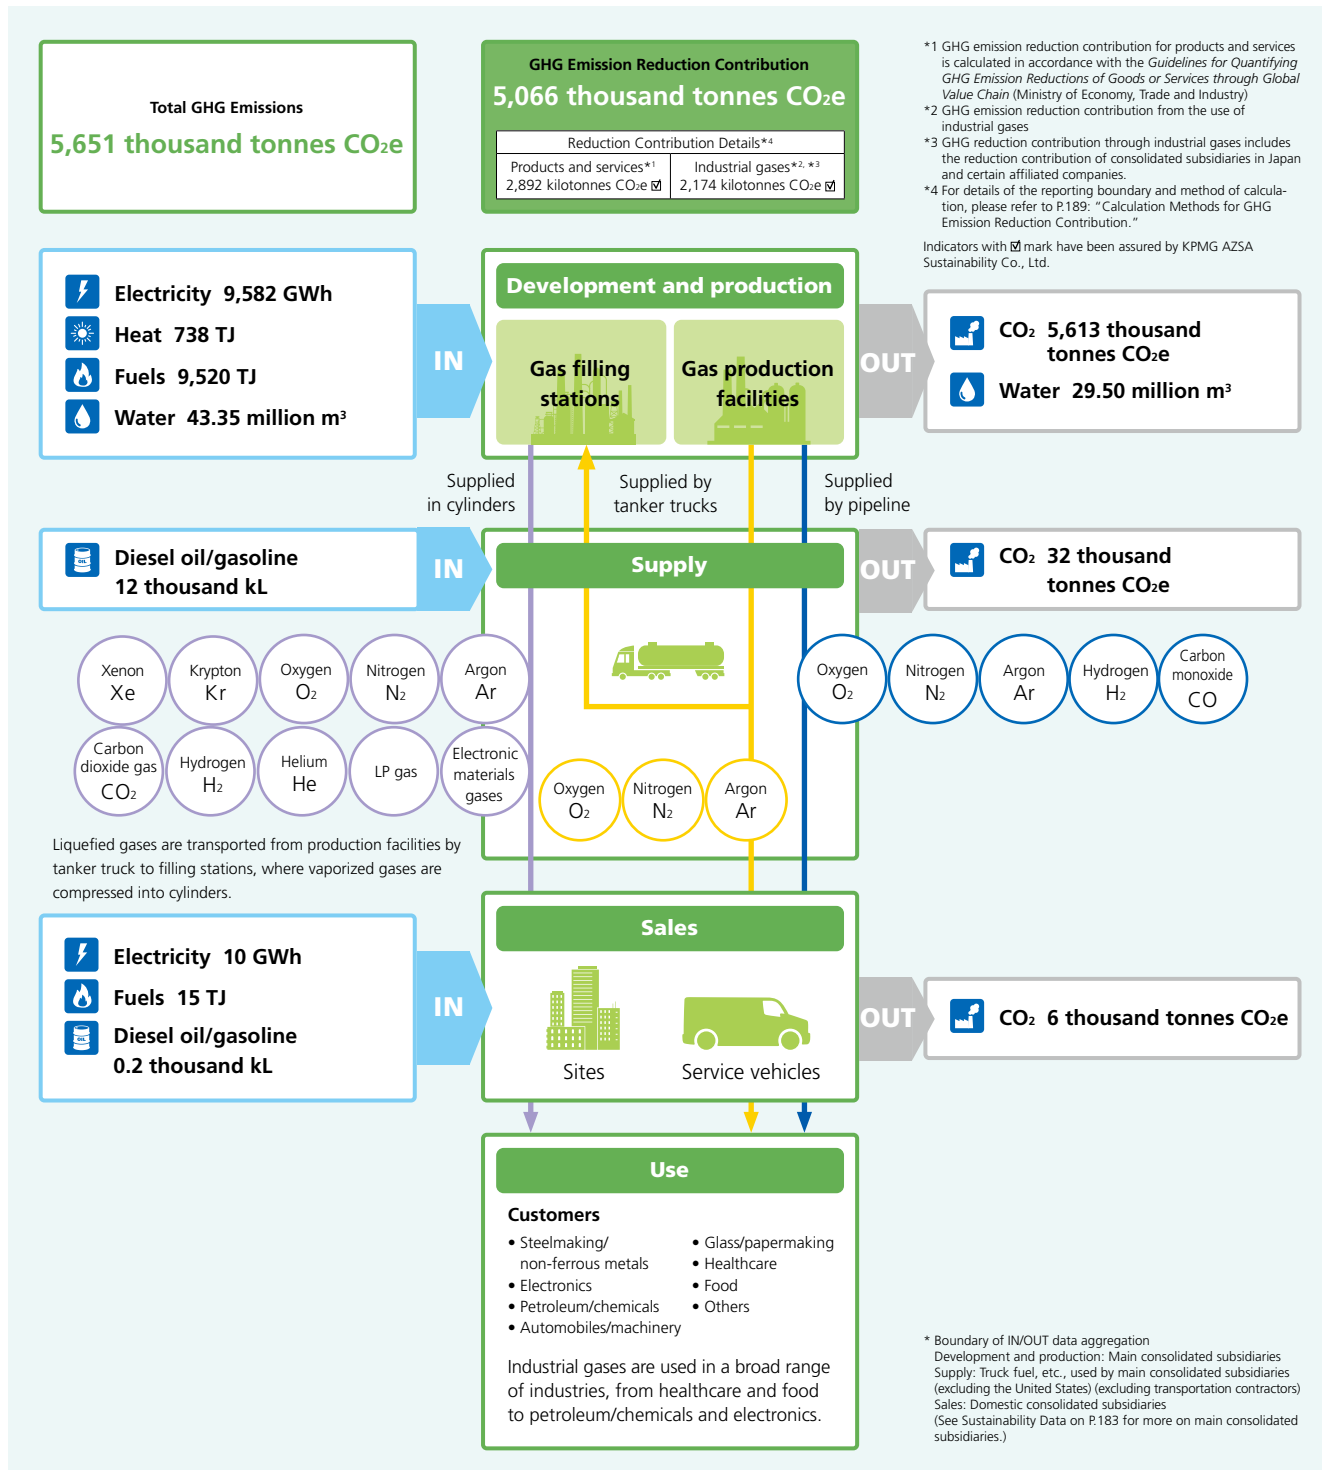 Total GHG Emissions
5,651 thousand tonnes CO₂e
GHG Emission Reduction Contribution
5,066 thousand tonnes CO₂e
Reduction Contribution Details*⁴
Products and services*¹
2,892 kilotonnes CO₂e ☑
Industrial gases*², *³
2,174 kilotonnes CO₂e ☑
*1 GHG emission reduction contribution for products and services
is calculated in accordance with the Guidelines for Quantifying
GHG Emission Reductions of Goods or Services through Global
Value Chain (Ministry of Economy, Trade and Industry)
*2 GHG emission reduction contribution from the use of
industrial gases
*3 GHG reduction contribution through industrial gases includes
the reduction contribution of consolidated subsidiaries in Japan
and certain affiliated companies.
*4 For details of the reporting boundary and method of calcula-
tion, please refer to P.189: “Calculation Methods for GHG
Emission Reduction Contribution.”
Indicators with ☑ mark have been assured by KPMG AZSA
Sustainability Co., Ltd.
Electricity 9,582 GWh
Heat 738 TJ
Fuels 9,520 TJ
Water 43.35 million m³
IN
Development and production
Gas filling
stations
Gas production
facilities
OUT
CO₂ 5,613 thousand
tonnes CO₂e
Water 29.50 million m³
Supplied
in cylinders
Supplied by
tanker trucks
Supplied
by pipeline
OIL
Diesel oil/gasoline
12 thousand kL
IN
Supply
OUT
CO₂ 32 thousand
tonnes CO₂e
Xenon
Xe
Krypton
Kr
Oxygen
O₂
Nitrogen
N₂
Argon
Ar
Carbon
dioxide gas
CO₂
Hydrogen
H₂
Helium
He
LP gas
Electronic
materials
gases
Oxygen
O₂
Nitrogen
N₂
Argon
Ar
Oxygen
O₂
Nitrogen
N₂
Argon
Ar
Hydrogen
H₂
Carbon
monoxide
CO
Liquefied gases are transported from production facilities by
tanker truck to filling stations, where vaporized gases are
compressed into cylinders.
Electricity 10 GWh
Fuels 15 TJ
OIL
Diesel oil/gasoline
0.2 thousand kL
IN
Sales
Sites
Service vehicles
OUT
CO₂ 6 thousand tonnes CO₂e
Use
Customers
• Steelmaking/
non-ferrous metals
• Electronics
• Petroleum/chemicals
• Automobiles/machinery
• Glass/papermaking
• Healthcare
• Food
• Others
Industrial gases are used in a broad range
of industries, from healthcare and food
to petroleum/chemicals and electronics.
* Boundary of IN/OUT data aggregation
Development and production: Main consolidated subsidiaries
Supply: Truck fuel, etc., used by main consolidated subsidiaries
(excluding the United States) (excluding transportation contractors)
Sales: Domestic consolidated subsidiaries
(See Sustainability Data on P.183 for more on main consolidated
subsidiaries.)